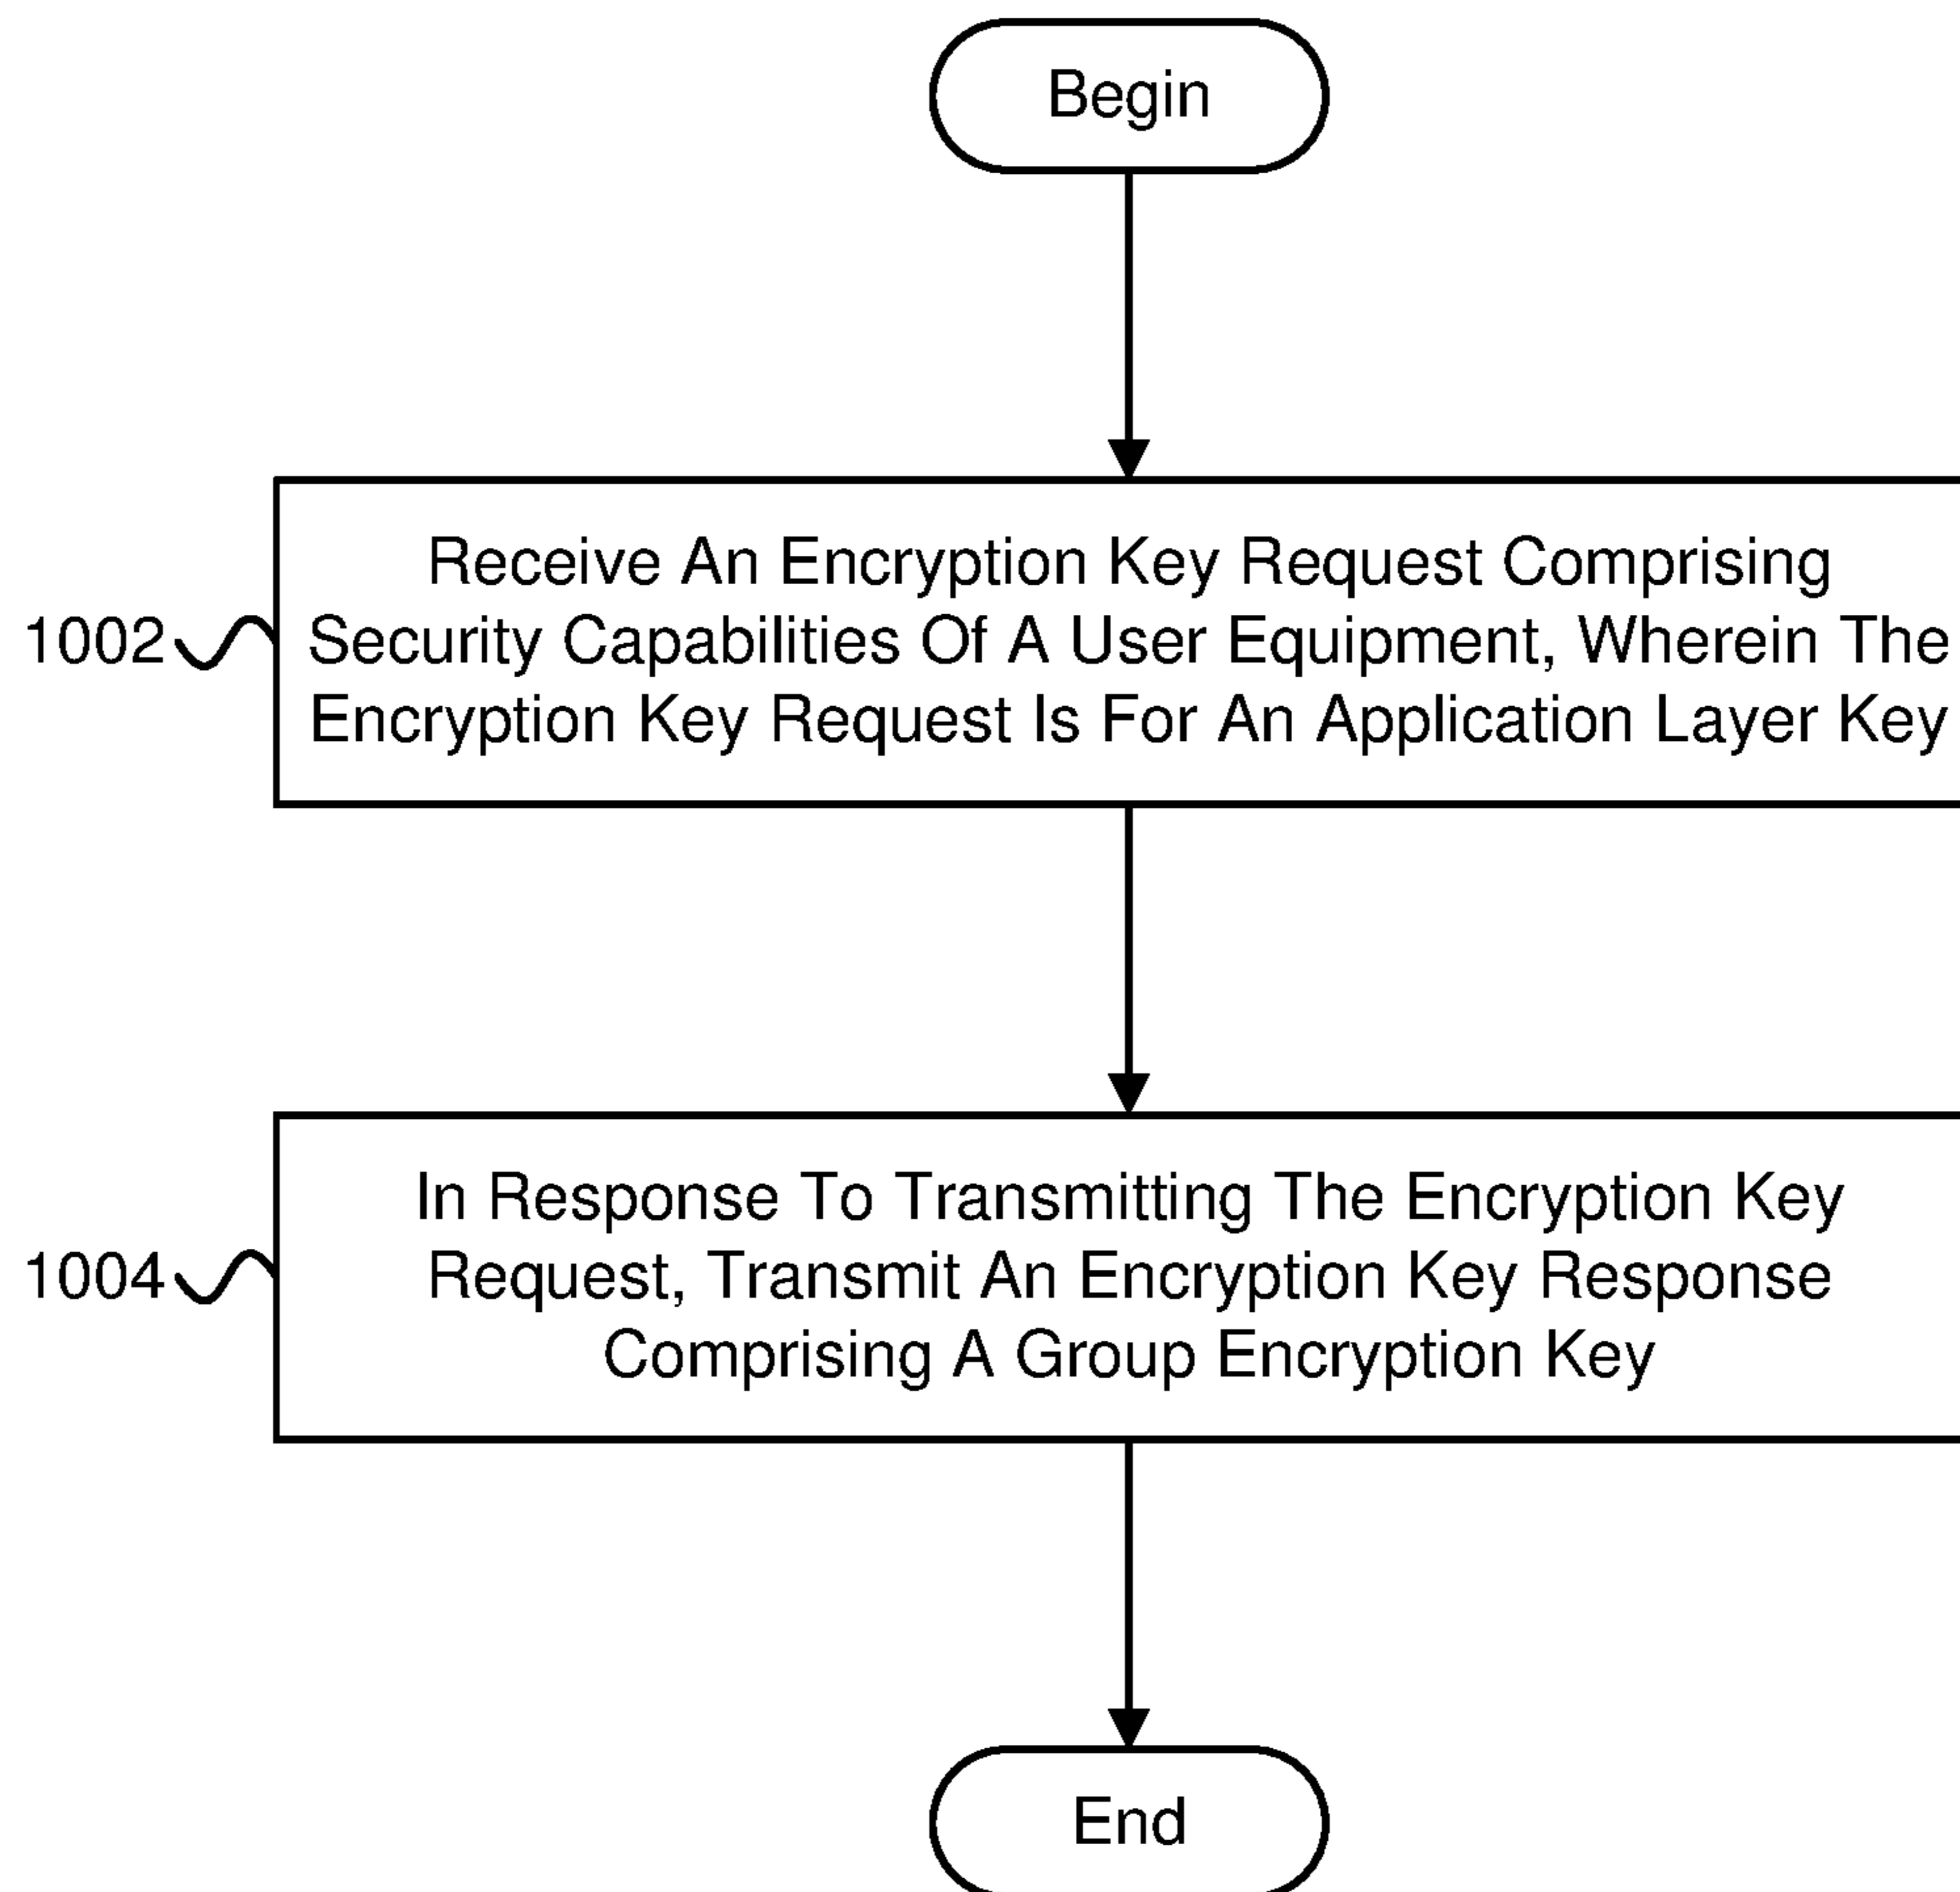 Begin
Receive An Encryption Key Request Comprising
1002 Security Capabilities Of A User Equipment, Wherein The
Encryption Key Request Is For An Application Layer Key
In Response To Transmitting The Encryption Key
1004 Request, Transmit An Encryption Key Response
Comprising A Group Encryption Key
End